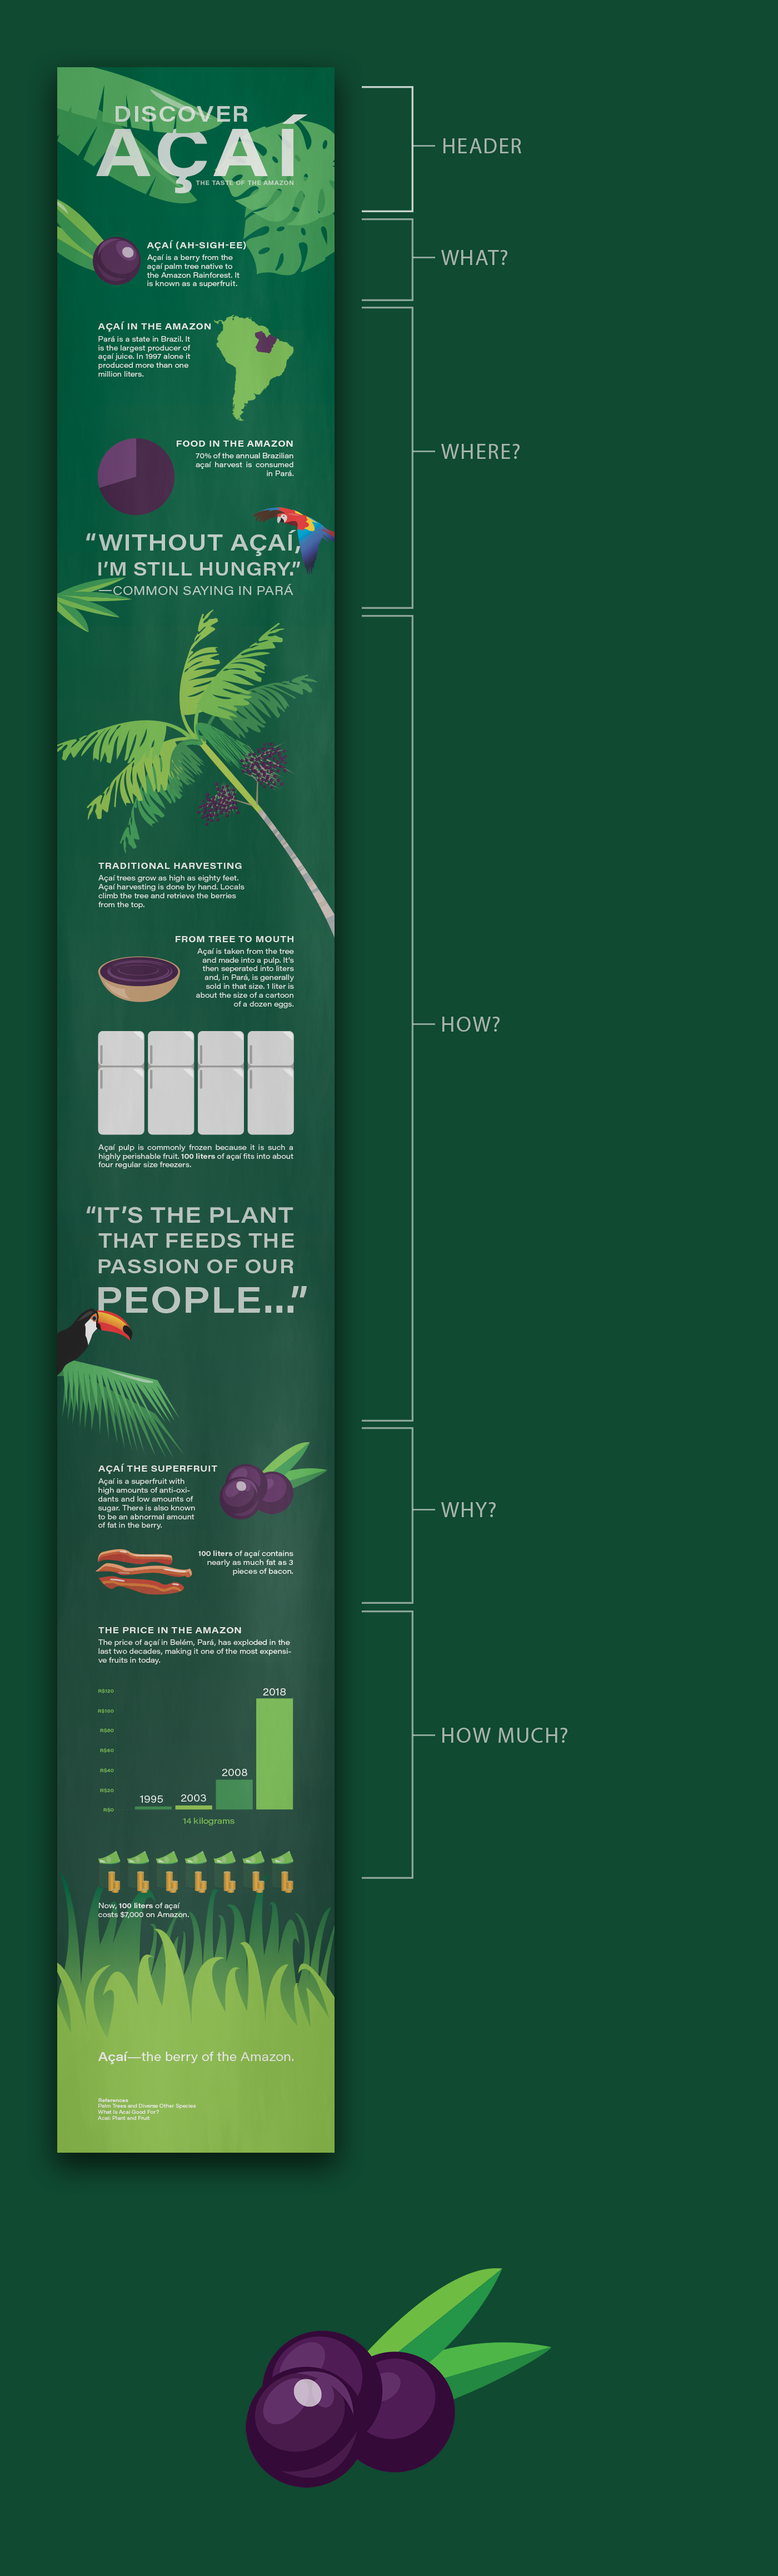 DISCOVER
AÇAÍ
THE TASTE OF THE AMAZON
HEADER
AÇAÍ (AH-SIGH-EE)
Açaí is a berry from the
açaí palm tree native to
the Amazon Rainforest. It
is known as a superfruit.
WHAT?
AÇAÍ IN THE AMAZON
Pará is a state in Brazil. It
is the largest producer of
açaí juice. In 1997 alone it
produced more than one
million liters.
FOOD IN THE AMAZON
70% of the annual Brazilian
açaí harvest is consumed
in Pará.
“WITHOUT AÇAÍ,
I’M STILL HUNGRY.”
—COMMON SAYING IN PARÁ
WHERE?
TRADITIONAL HARVESTING
Açaí trees grow as high as eighty feet.
Açaí harvesting is done by hand. Locals
climb the tree and retrieve the berries
from the top.
FROM TREE TO MOUTH
Açaí is taken from the tree
and made into a pulp. It’s
then seperated into liters
and, in Pará, is generally
sold in that size. 1 liter is
about the size of a cartoon
of a dozen eggs.
Açaí pulp is commonly frozen because it is such a
highly perishable fruit. 100 liters of açaí fits into about
four regular size freezers.
“IT’S THE PLANT
THAT FEEDS THE
PASSION OF OUR
PEOPLE...”
HOW?
AÇAÍ THE SUPERFRUIT
Açaí is a superfruit with
high amounts of anti-oxi-
dants and low amounts of
sugar. There is also known
to be an abnormal amount
of fat in the berry.
100 liters of açaí contains
nearly as much fat as 3
pieces of bacon.
WHY?
THE PRICE IN THE AMAZON
The price of açaí in Belém, Pará, has exploded in the
last two decades, making it one of the most expensi-
ve fruits in today.
R$120
R$100
R$80
R$60
R$40
R$20
R$0
1995
2003
2008
2018
14 kilograms
Now, 100 liters of açaí
costs $7,000 on Amazon.
HOW MUCH?
Açaí—the berry of the Amazon.
References
Palm Trees and Diverse Other Species
What Is Acai Good For?
Acai: Plant and Fruit